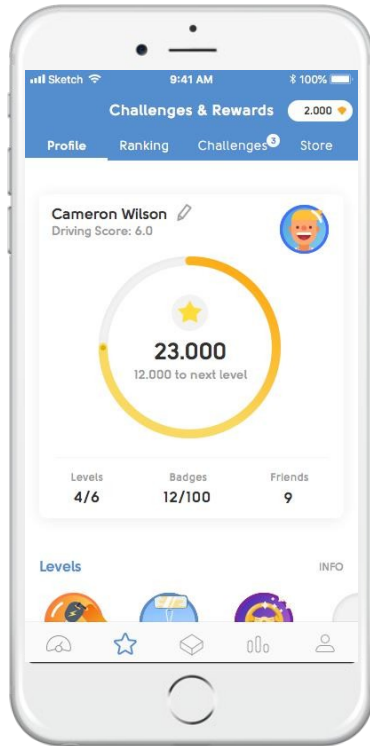 Sketch 9:41 AM 100%
Challenges & Rewards 2.000
Profile Ranking Challenges 3 Store
Cameron Wilson
Driving Score: 6.0
23.000
12.000 to next level
Levels Badges Friends
4/6 12/100 9
Levels INFO